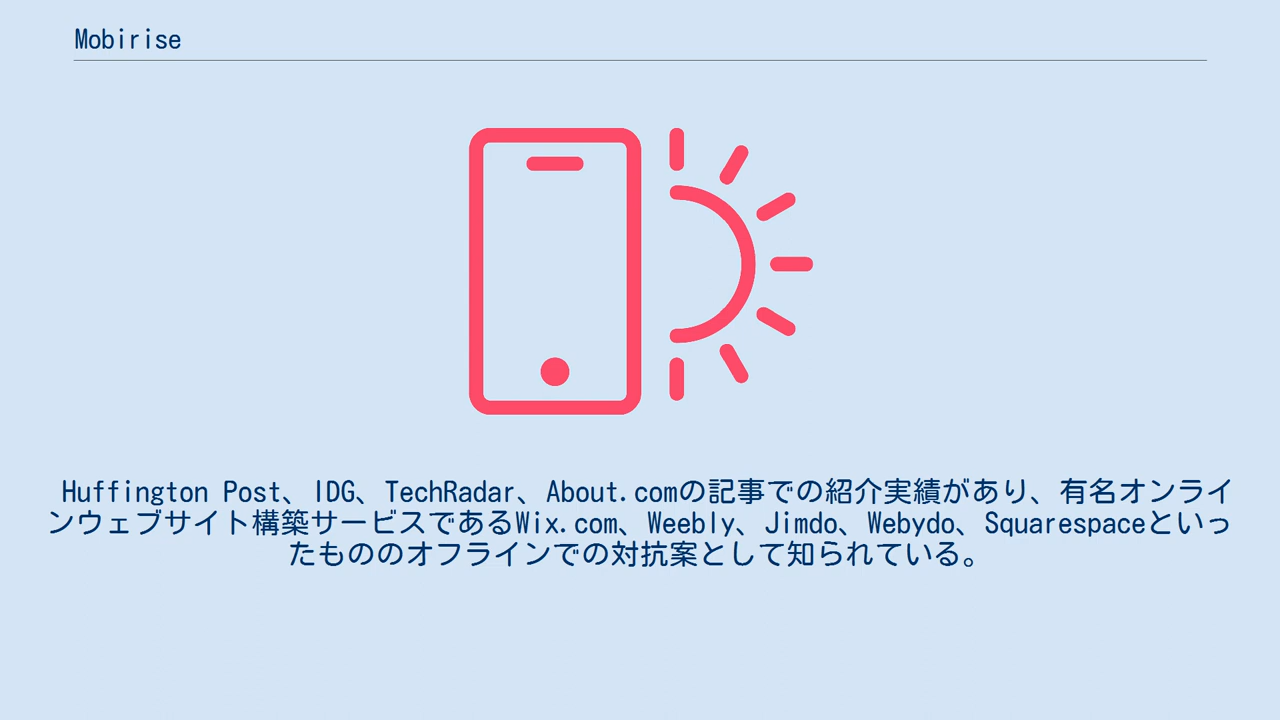 Mobirise
Huffington Post、IDG、TechRadar、About.comの記事での紹介実績があり、有名オンライ
ンウェブサイト構築サービスであるWix.com、Weebly、Jimdo、Webydo、Squarespaceといっ
たもののオフラインでの対抗案として知られている。